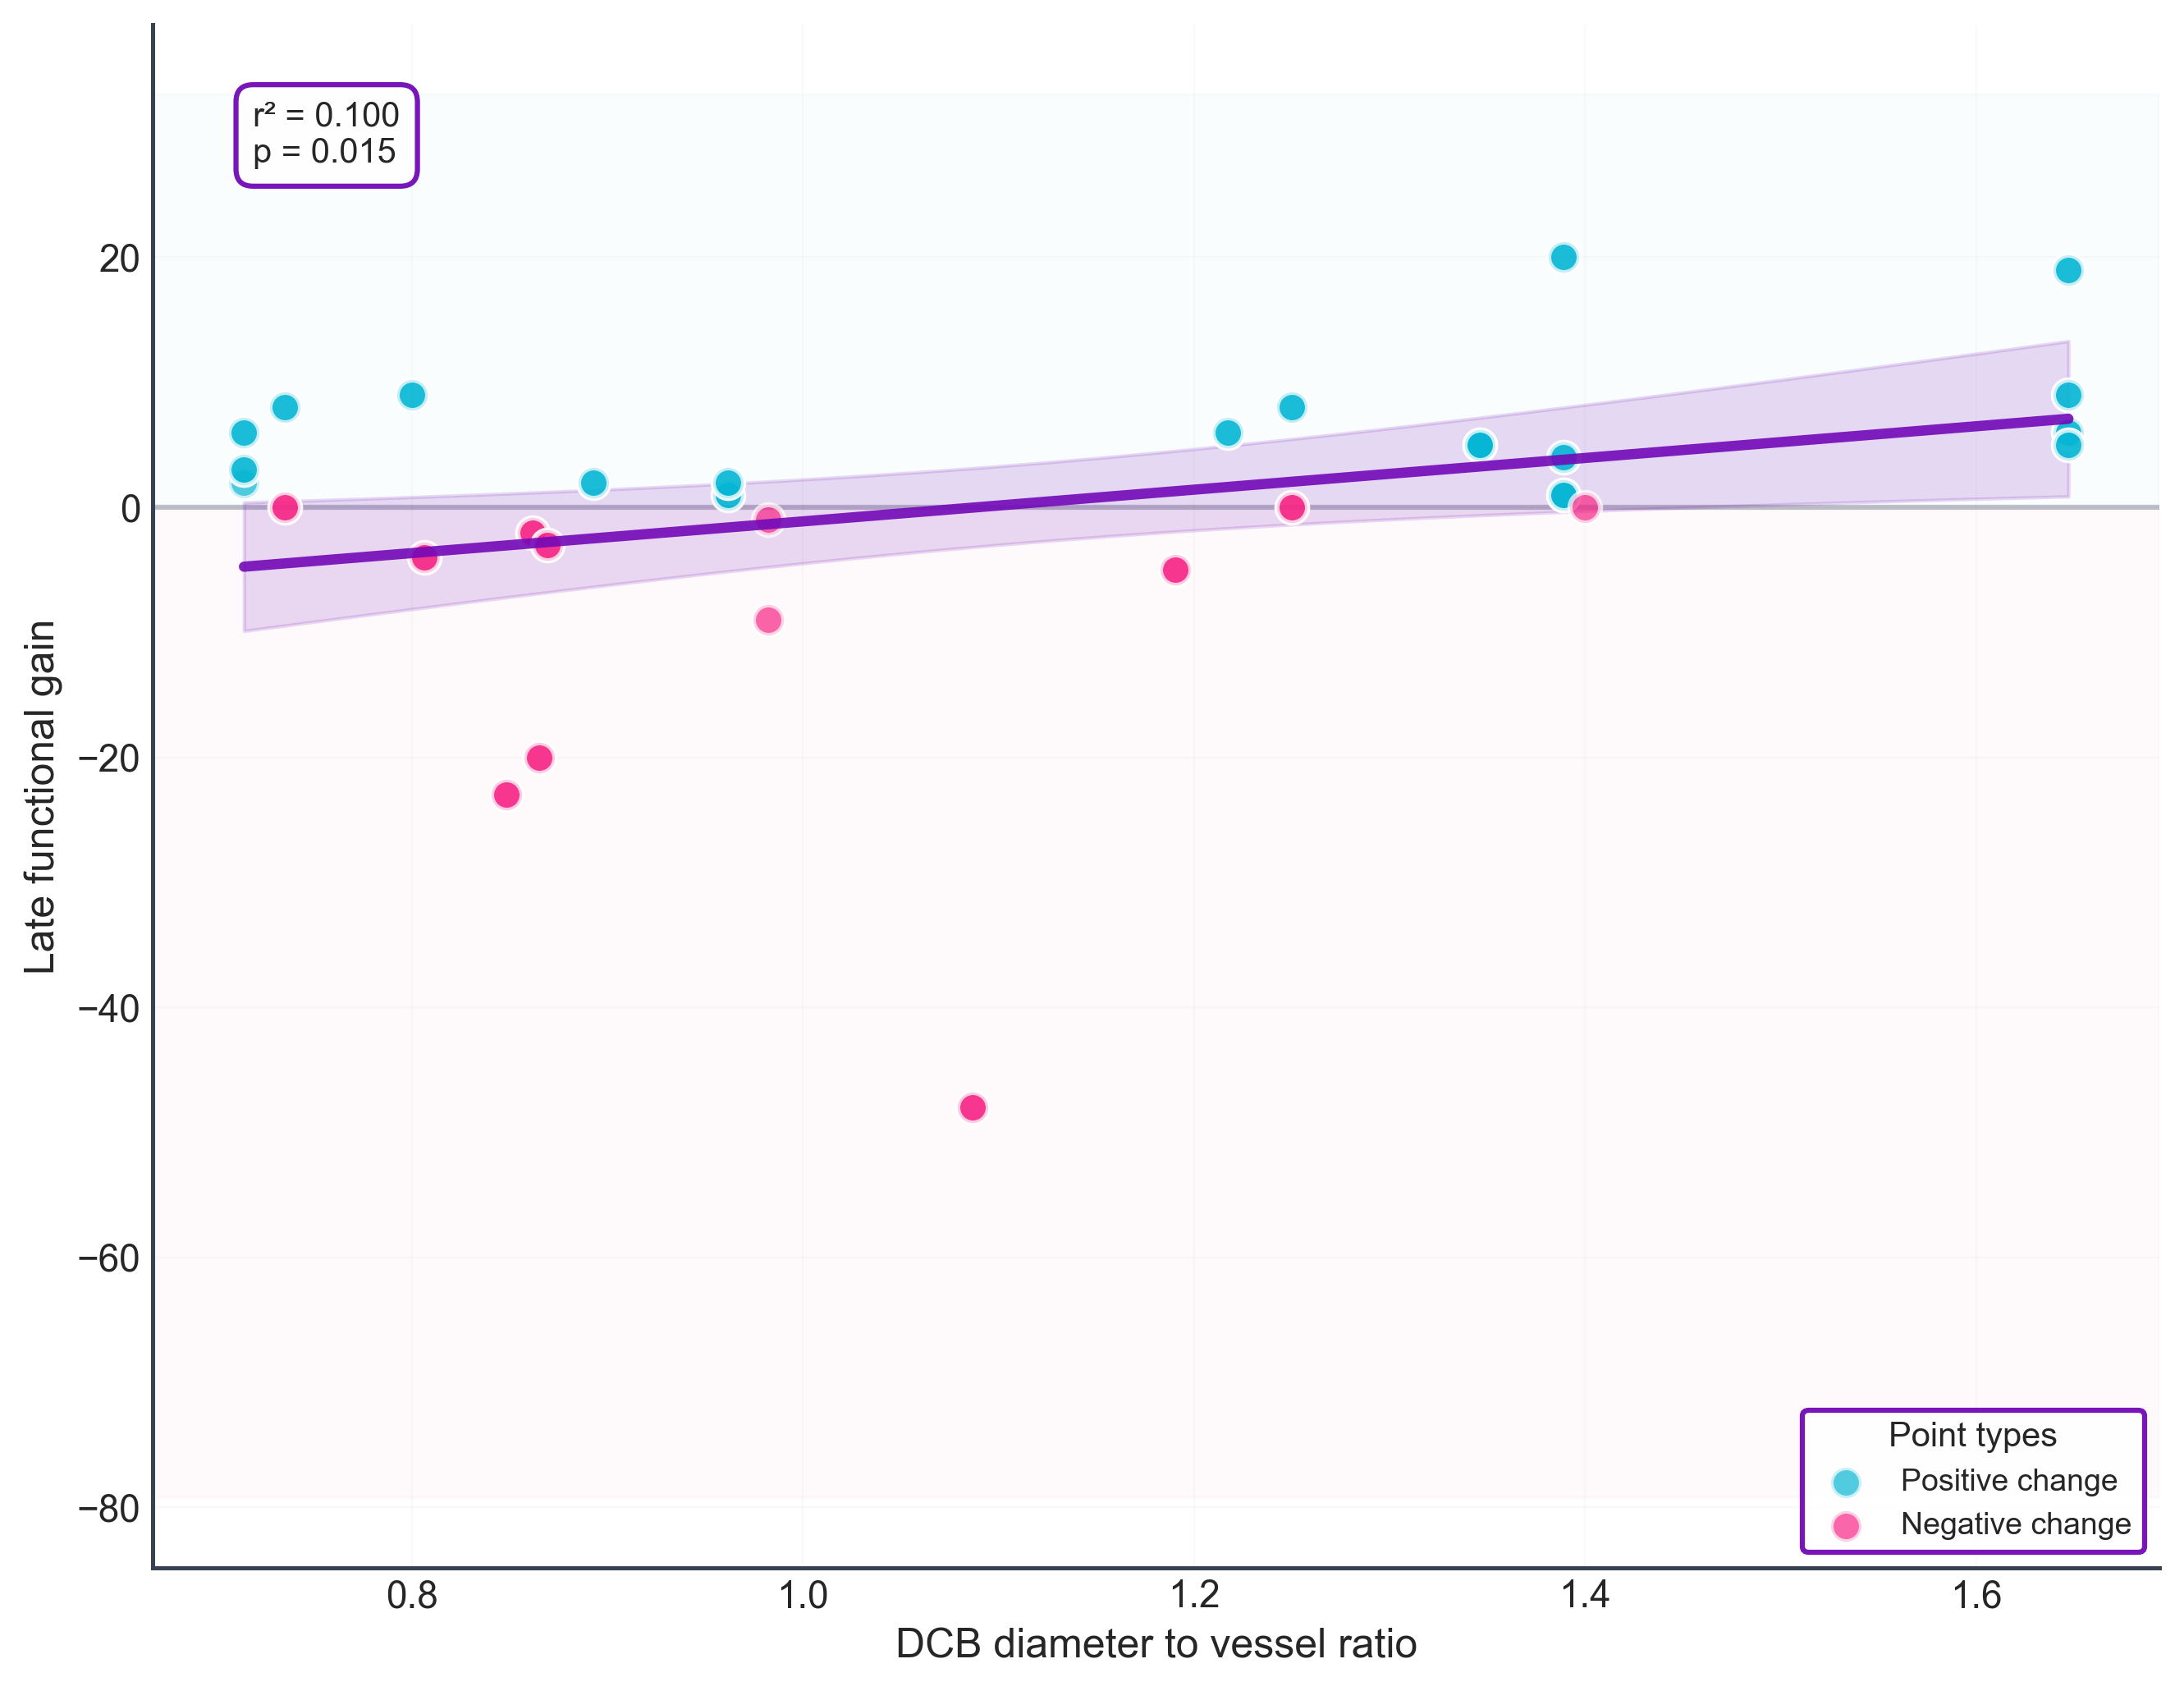 r² = 0.100
p = 0.015
20
0
−20
−40
−60
−80
Late functional gain
0.8
1.0
1.2
1.4
1.6
DCB diameter to vessel ratio
Point types
Positive change
Negative change